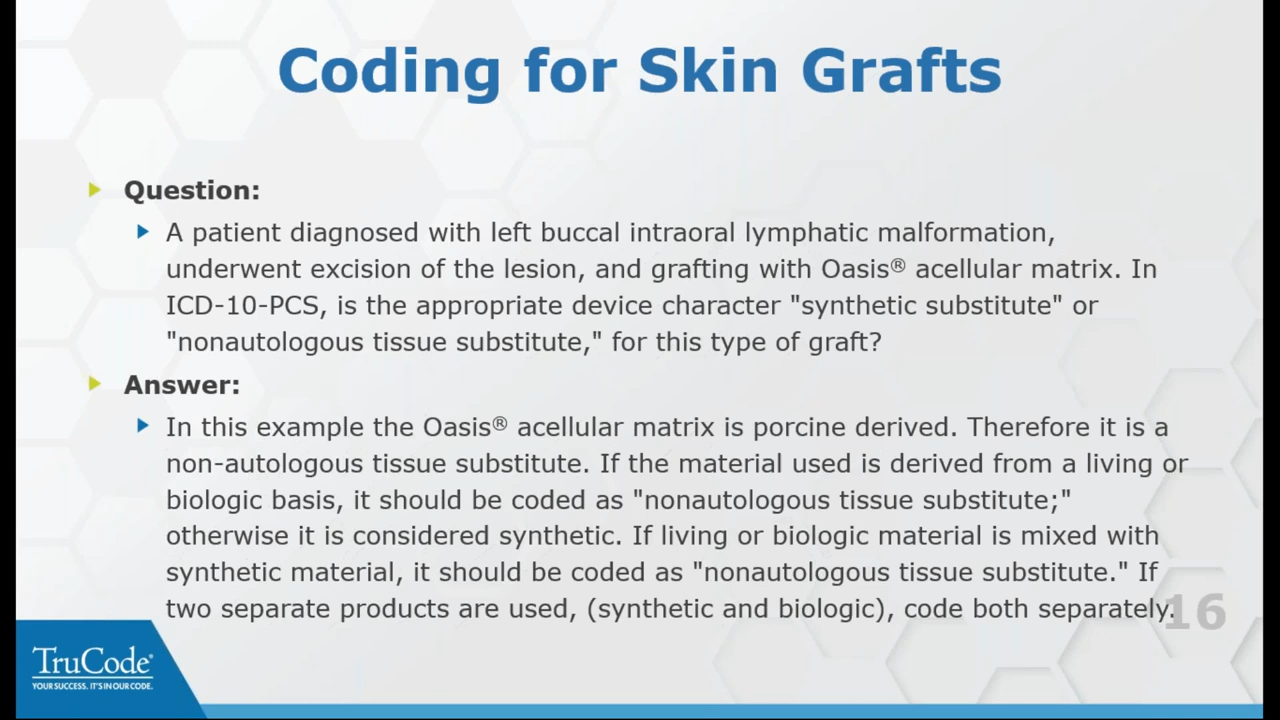 Coding for Skin Grafts
Question:
A patient diagnosed with left buccal intraoral lymphatic malformation,
underwent excision of the lesion, and grafting with Oasis® acellular matrix. In
ICD-10-PCS, is the appropriate device character "synthetic substitute" or
"nonautologous tissue substitute," for this type of graft?
Answer:
In this example the Oasis® acellular matrix is porcine derived. Therefore it is a
non-autologous tissue substitute. If the material used is derived from a living or
biologic basis, it should be coded as "nonautologous tissue substitute;"
otherwise it is considered synthetic. If living or biologic material is mixed with
synthetic material, it should be coded as "nonautologous tissue substitute." If
two separate products are used, (synthetic and biologic), code both separately.
16
TruCode®
YOUR SUCCESS. IT'S IN OUR CODE.